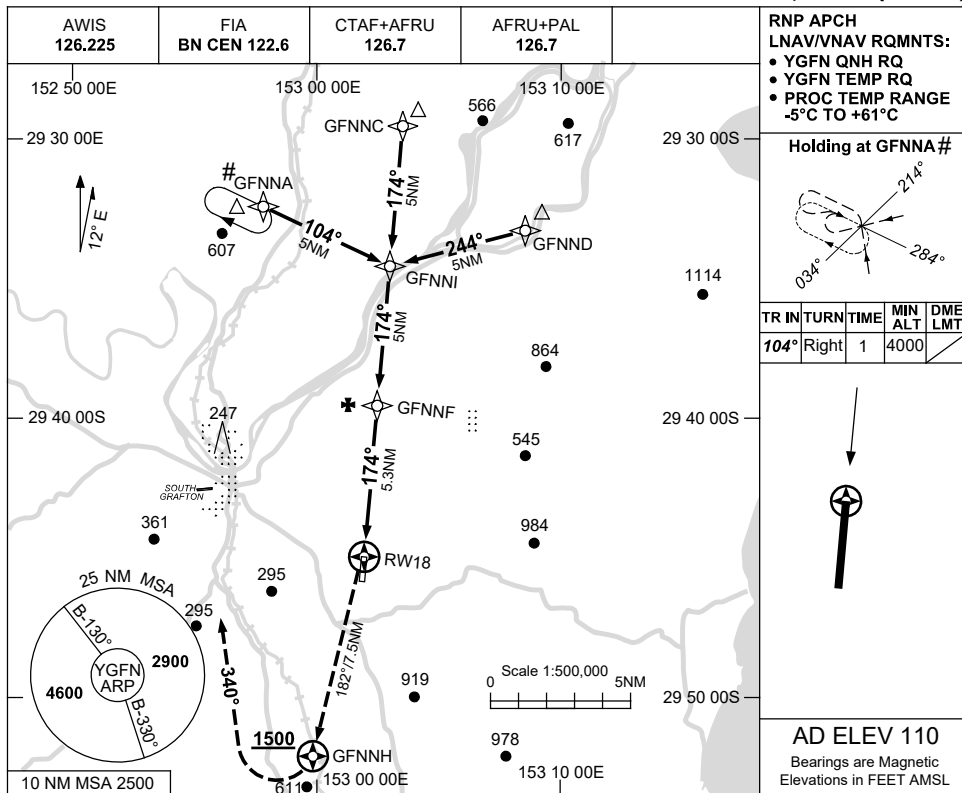 AWIS
126.225
FIA
BN CEN 122.6
CTAF+AFRU
126.7
AFRU+PAL
126.7
RNP APCH
LNAV/VNAV RQMNTS:
• YGFN QNH RQ
• YGFN TEMP RQ
• PROC TEMP RANGE
-5°C TO +61°C
152 50 00E
153 00 00E
153 10 00E
566
GFNNC
617
29 30 00E
29 30 00S
Holding at GFNNA#
214°
284°
034°
#
GFNNA
174°
5NM
12° E
607
104°
5NM
244°
5NM
GFNND
GFNNI
1114
TR IN
TURN
TIME
MIN ALT
DME LMT
104°
Right
1
4000
174°
5NM
864
GFNNF
29 40 00S
29 40 00S
247
545
SOUTH
GRAFTON
174°
5.3NM
361
984
RW18
25 NM MSA
295
295
B-130°
YGFN
ARP
2900
4600
B-330°
340°
182°/7.5NM
919
Scale 1:500,000
0
5NM
29 50 00S
1500
GFNNH
978
153 00 00E
153 10 00E
611
10 NM MSA 2500
AD ELEV 110
Bearings are Magnetic
Elevations in FEET AMSL